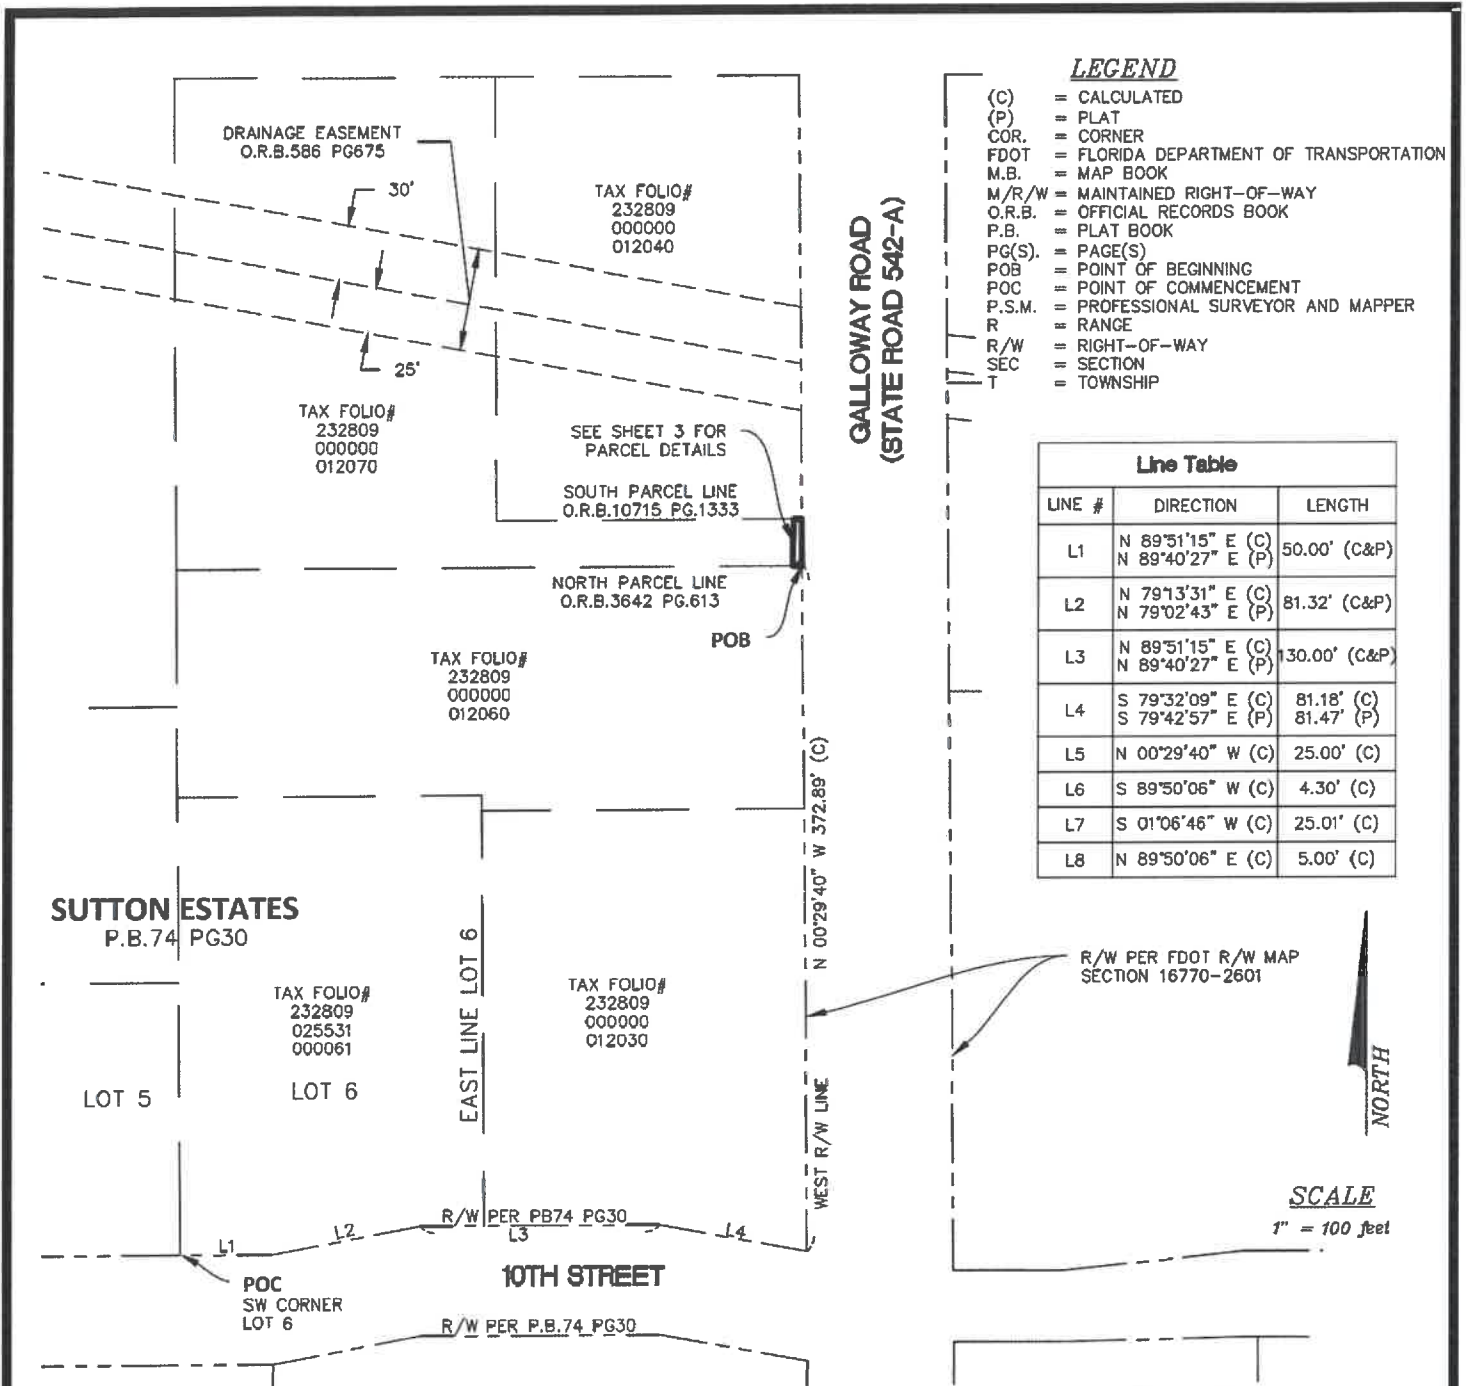 LEGEND
(C) = CALCULATED
(P) = PLAT
COR. = CORNER
FDOT = FLORIDA DEPARTMENT OF TRANSPORTATION
M.B. = MAP BOOK
M/R/W = MAINTAINED RIGHT-OF-WAY
O.R.B. = OFFICIAL RECORDS BOOK
P.B. = PLAT BOOK
PG(S). = PAGE(S)
POB = POINT OF BEGINNING
POC = POINT OF COMMENCEMENT
P.S.M. = PROFESSIONAL SURVEYOR AND MAPPER
R = RANGE
R/W = RIGHT-OF-WAY
SEC = SECTION
T = TOWNSHIP
DRAINAGE EASEMENT
O.R.B.586 PG675
30'
25'
TAX FOLIO#
232809
000000
012040
GALLOWAY ROAD
(STATE ROAD 542-A)
TAX FOLIO#
232809
000000
012070
SEE SHEET 3 FOR
PARCEL DETAILS
SOUTH PARCEL LINE
O.R.B.10715 PG.1333
NORTH PARCEL LINE
O.R.B.3642 PG.613
POB
TAX FOLIO#
232809
000000
012060
Line Table
LINE # DIRECTION LENGTH
L1 N 89°51'15" E (C) 50.00' (C&P)
N 89°40'27" E (P)
L2 N 79°13'31" E (C) 81.32' (C&P)
N 79°02'43" E (P)
L3 N 89°51'15" E (C) 130.00' (C&P)
N 89°40'27" E (P)
L4 S 79°32'09" E (C) 81.18' (C)
S 79°42'57" E (P) 81.47' (P)
L5 N 00°29'40" W (C) 25.00' (C)
L6 S 89°50'06" W (C) 4.30' (C)
L7 S 01°06'46" W (C) 25.01' (C)
L8 N 89°50'06" E (C) 5.00' (C)
N 00°29'40" W 372.89' (C)
SUTTON ESTATES
P.B.74 PG30
TAX FOLIO#
232809
025531
000061
LOT 5
LOT 6
EAST LINE LOT 6
TAX FOLIO#
232809
000000
012030
WEST R/W LINE
R/W PER FDOT R/W MAP
SECTION 16770-2601
NORTH
SCALE
1" = 100 feet
R/W PER PB74 PG30
L1
L2
L3
L4
10TH STREET
POC
SW CORNER
LOT 6
R/W PER P.B.74 PG30